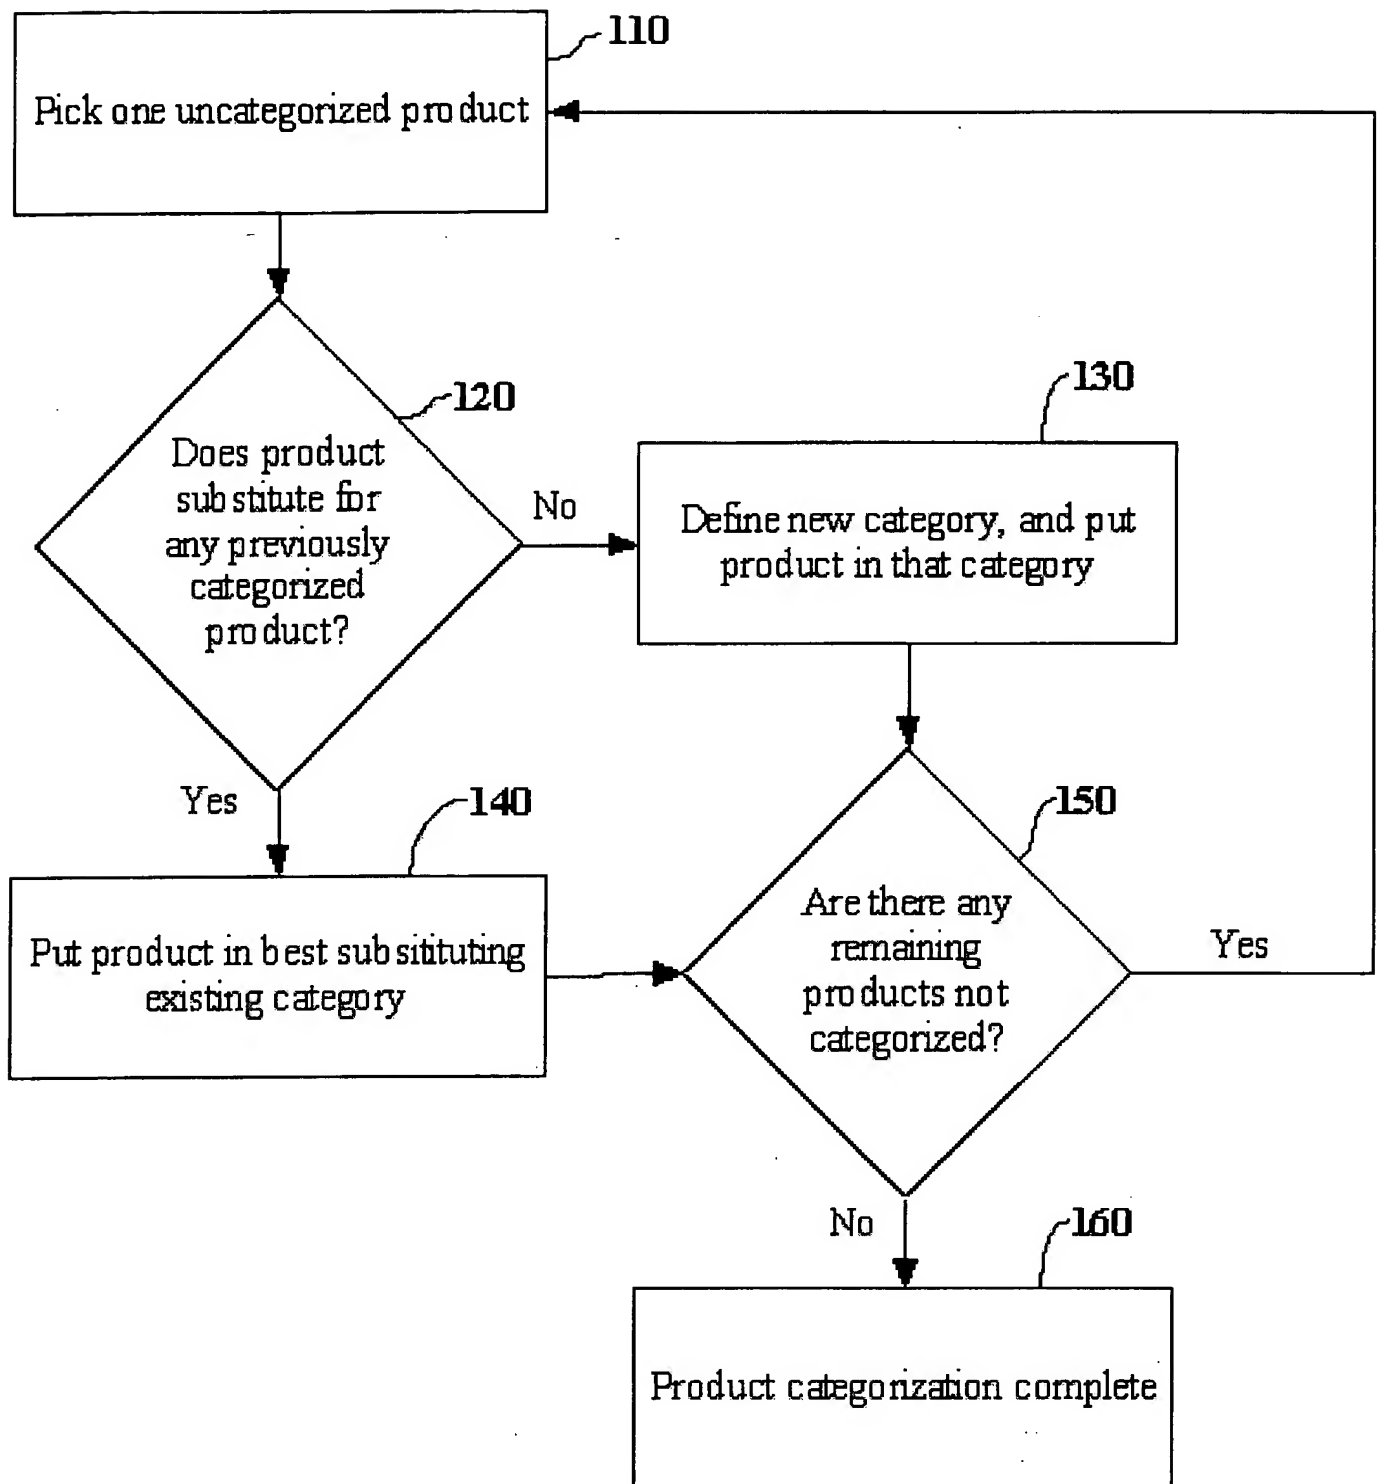 110
Pick one uncategorized product
120
Does product
substitute for
any previously
categorized
product?
No
130
Define new category, and put
product in that category
Yes
140
Put product in best subsitituting
existing category
150
Are there any
remaining
products not
categorized?
Yes
No
160
Product categorization complete